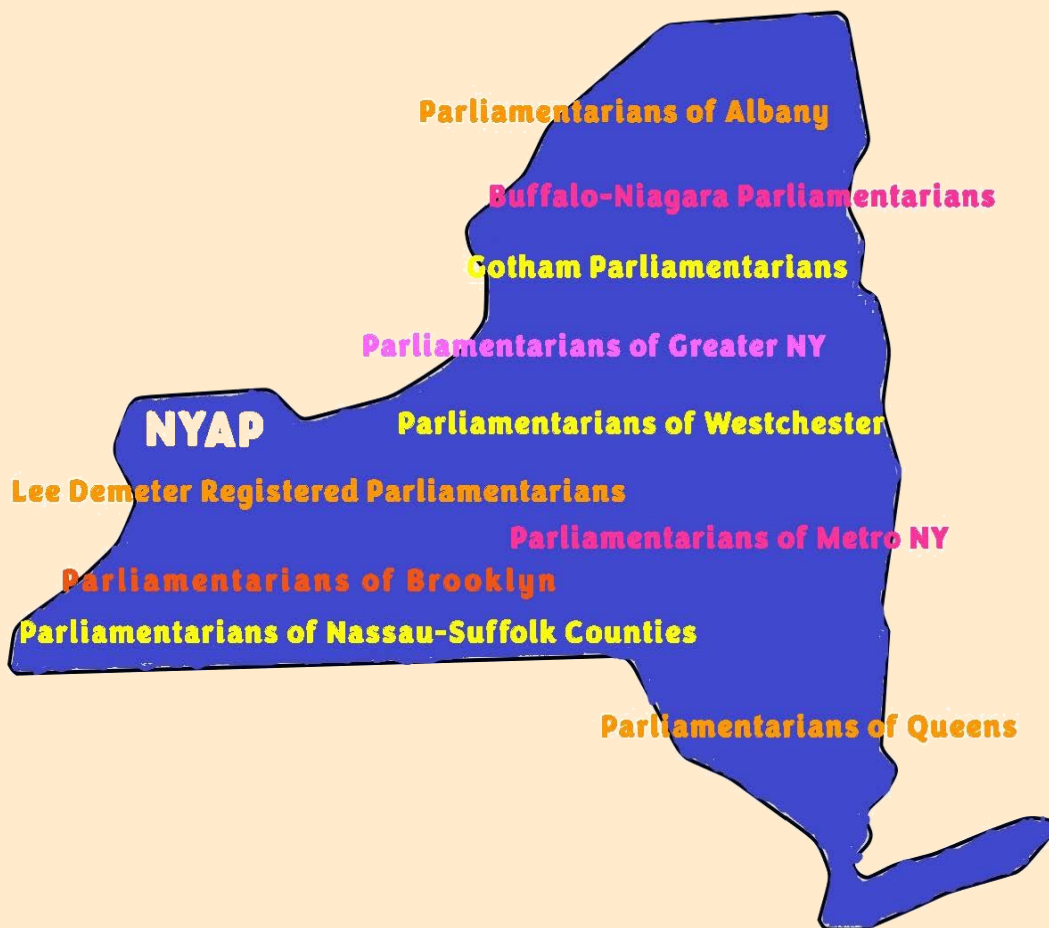 Parliamentarians of Albany
Buffalo-Niagara Parliamentarians
Gotham Parliamentarians
Parliamentarians of Greater NY
NYAP
Parliamentarians of Westchester
Lee Demeter Registered Parliamentarians
Parliamentarians of Metro NY
Parliamentarians of Brooklyn
Parliamentarians of Nassau-Suffolk Counties
Parliamentarians of Queens